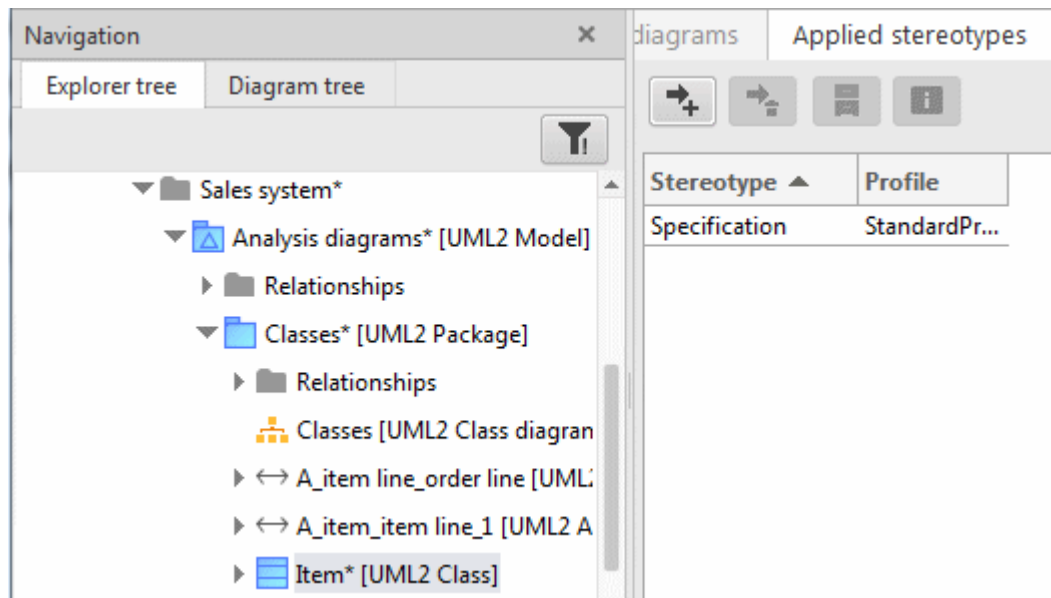 Navigation
Explorer tree
Diagram tree
Sales system*
Analysis diagrams* [UML2 Model]
Relationships
Classes* [UML2 Package]
Relationships
Classes [UML2 Class diagran
A_item line_order line [UML:
A_item_item line_1 [UML2 A
Item* [UML2 Class]
diagrams
Applied stereotypes
Stereotype
Profile
Specification
StandardPr...